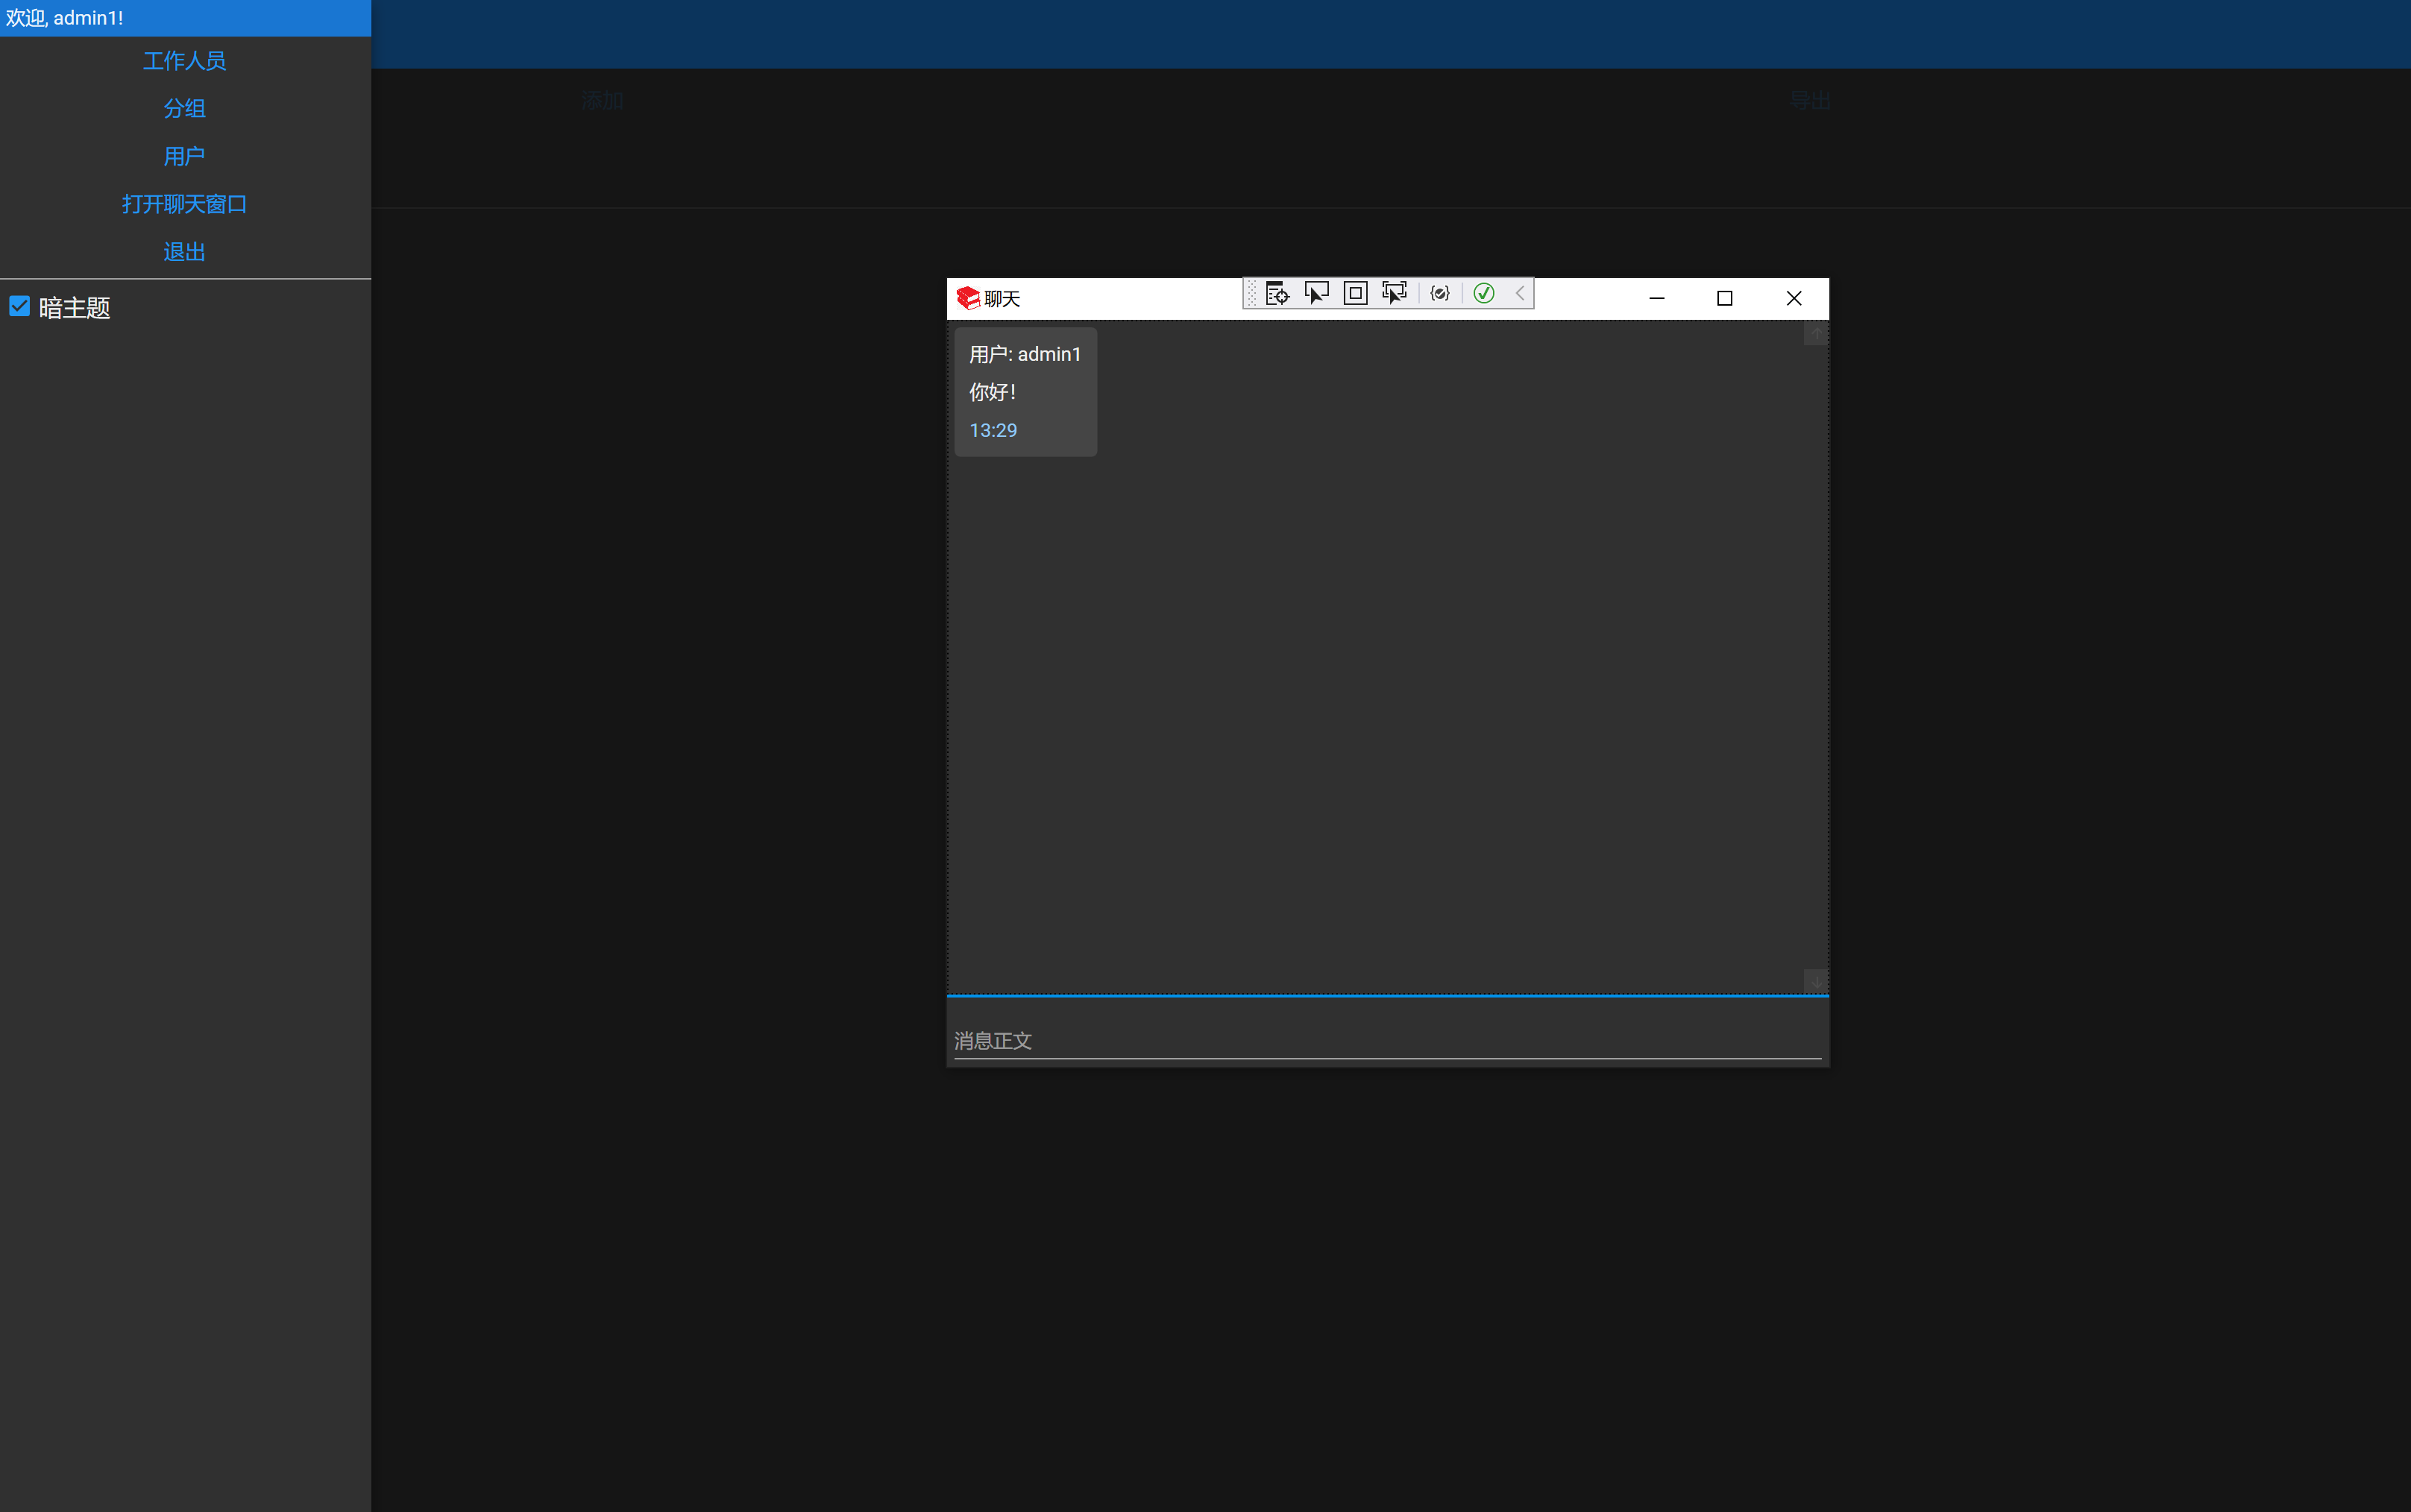 欢迎, admin1!
工作人员
分组
用户
打开聊天窗口
退出
暗主题
添加
导出
聊天
用户: admin1
你好!
13:29
消息正文